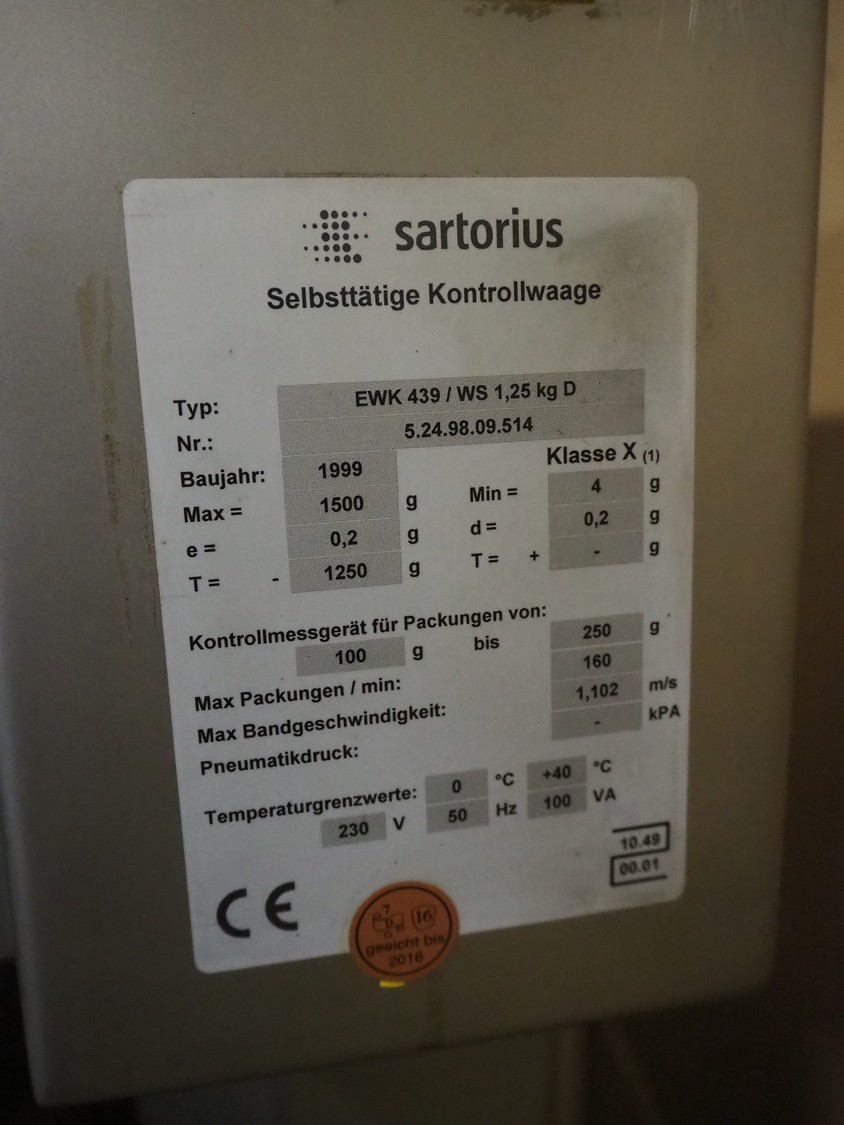 sartorius
Selbsttätige Kontrollwaage
Typ: EWK 439 / WS 1,25 kg D
Nr.: 5.24.98.09.514
Klasse X (1)
Baujahr: 1999
Max = 1500 g Min = 4 g
e = 0,2 g d = 0,2 g
T = - 1250 g T = + - g
Kontrollmessgerät für Packungen von:
100 g bis 250 g
Max Packungen / min: 160
Max Bandgeschwindigkeit: 1,102 m/s
Pneumatikdruck: - kPA
Temperaturgrenzwerte: 0 °C +40 °C
230 V 50 Hz 100 VA
10.49
00.01
CE
16
geeicht bis
2016